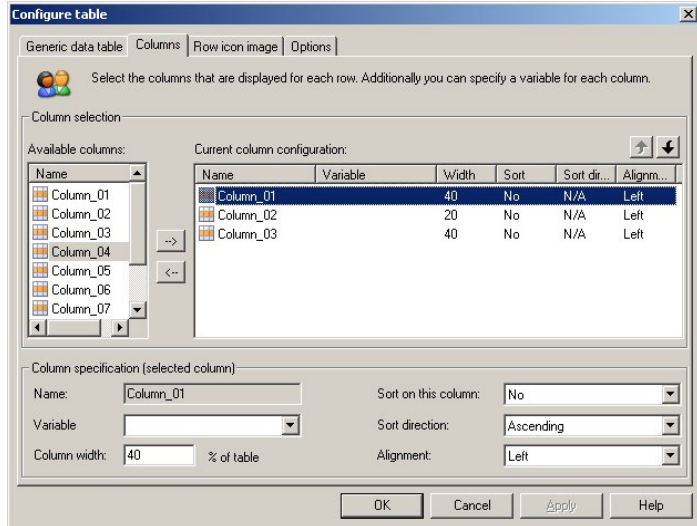 Configure table
Generic data table Columns Row icon image Options
Select the columns that are displayed for each row. Additionally you can specify a variable for each column.
Column selection
Available columns: Current column configuration:
Name Name Variable Width Sort Sort dir... Alignm...
Column_01 Column_01 40 No N/A Left
Column_02 Column_02 20 No N/A Left
Column_03 Column_03 40 No N/A Left
Column_04
-->
Column_05
<--
Column_06
Column_07
Column specification (selected column)
Name: Column_01 Sort on this column: No
Variable Sort direction: Ascending
Column width: 40 % of table Alignment: Left
OK Cancel Apply Help